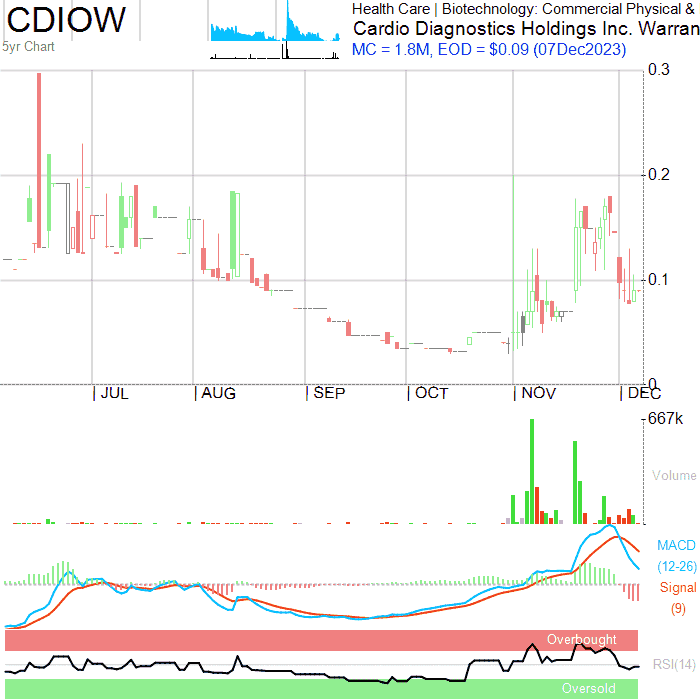 CDIOW
5yr Chart
Health Care | Biotechnology: Commercial Physical &
Cardio Diagnostics Holdings Inc. Warran
MC = 1.8M, EOD = $0.09 (07Dec2023)
0.3
0.2
0.1
0
| JUL | AUG | SEP | OCT | NOV | DEC
667k
Volume
MACD
(12-26)
Signal
(9)
Overbought
RSI(14)
Oversold